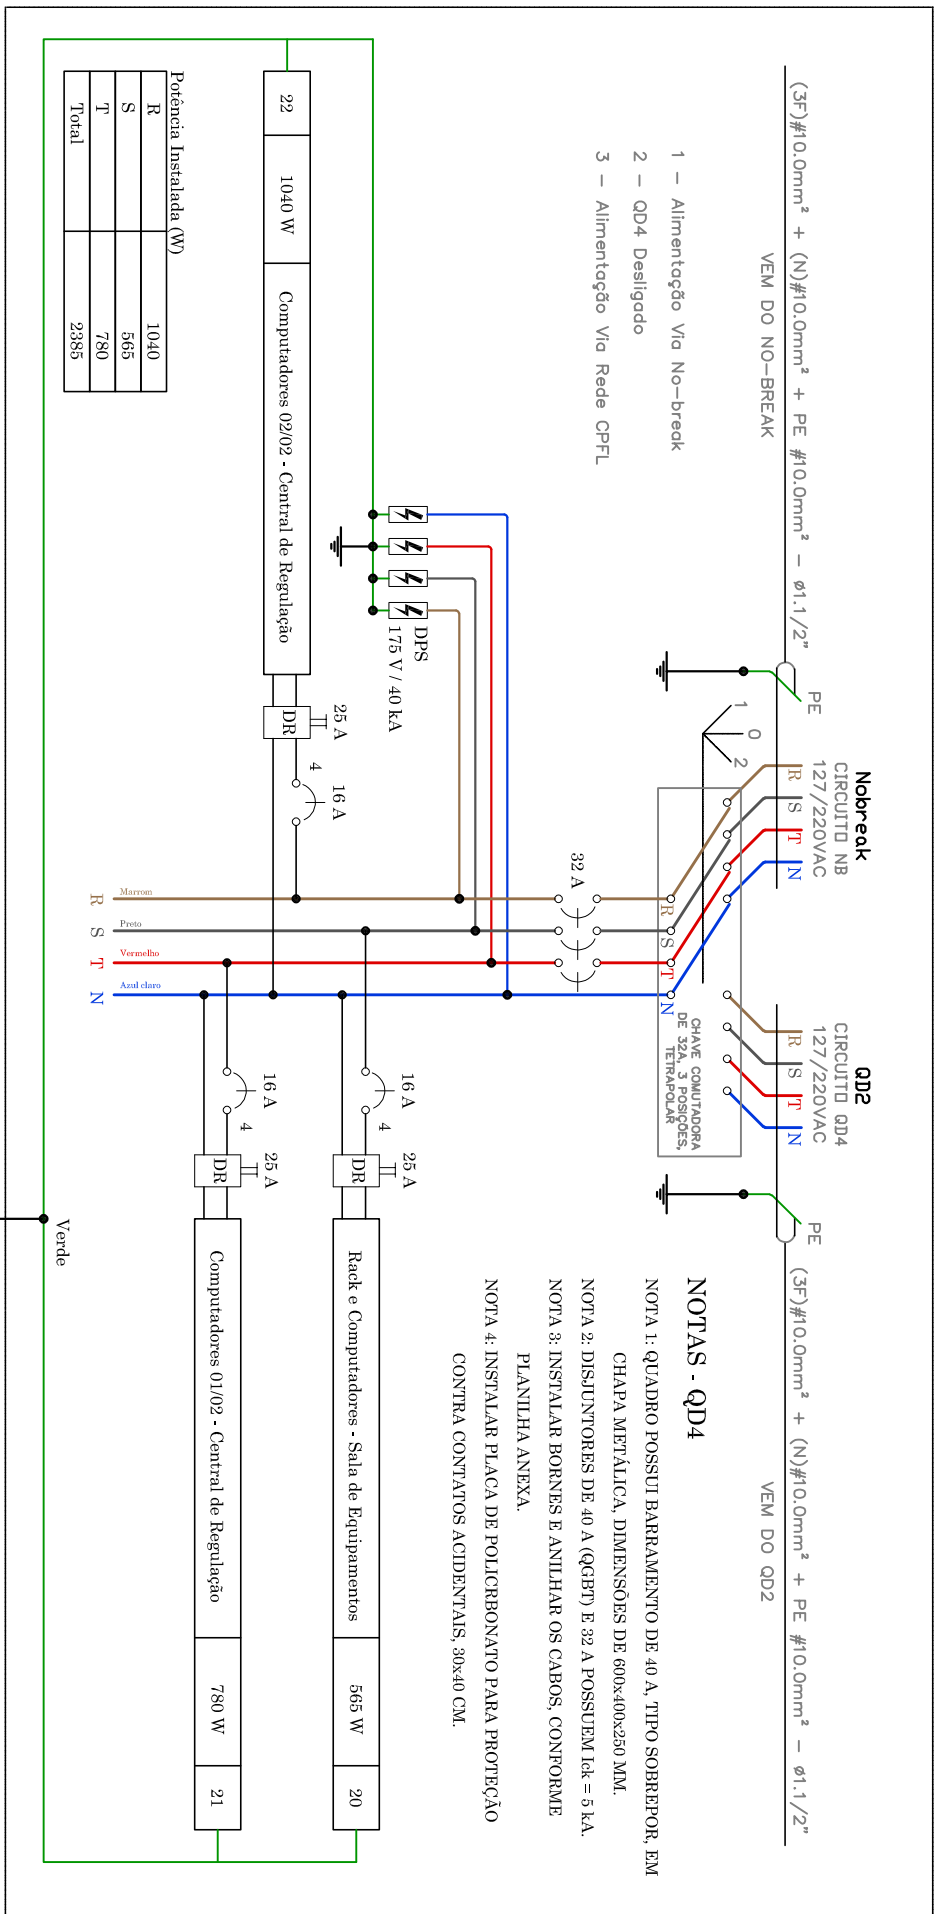 (3F)#10.0mm² + (N)#10.0mm² + PE #10.0mm² - ø1.1/2"
VEM DO NO-BREAK
1 - Alimentação Via No-break
2 - QD4 Desligado
3 - Alimentação Via Rede CPFL
PE
1
0
2
Nobreak
CIRCUITO NB
127/220VAC
R
S
T
N
QD2
CIRCUITO QD4
127/220VAC
R
S
T
N
PE
(3F)#10.0mm² + (N)#10.0mm² + PE #10.0mm² - ø1.1/2"
VEM DO QD2
R
S
T
N
CHAVE COMUTADORA
DE 32A, 3 POSIÇÕES,
TETRAPOLAR
32 A
DPS
175 V / 40 kA
22
1040 W
Computadores 02/02 - Central de Regulação
DR
25 A
4
16 A
R
Marrom
S
Preto
T
Vermelho
N
Azul claro
16 A
4
DR
25 A
Rack e Computadores - Sala de Equipamentos
565 W
20
16 A
4
DR
25 A
Computadores 01/02 - Central de Regulação
780 W
21
NOTAS - QD4
NOTA 1: QUADRO POSSUI BARRAMENTO DE 40 A, TIPO SOBREPOR, EM
CHAPA METÁLICA, DIMENSÕES DE 600x400x250 MM.
NOTA 2: DISJUNTORES DE 40 A (QGBT) E 32 A POSSUEM Ick = 5 kA.
NOTA 3: INSTALAR BORNES E ANILHAR OS CABOS, CONFORME
PLANILHA ANEXA.
NOTA 4: INSTALAR PLACA DE POLICRBONATO PARA PROTEÇÃO
CONTRA CONTATOS ACIDENTAIS, 30x40 CM.
Potência Instalada (W)
R 1040
S 565
T 780
Total 2385
Verde